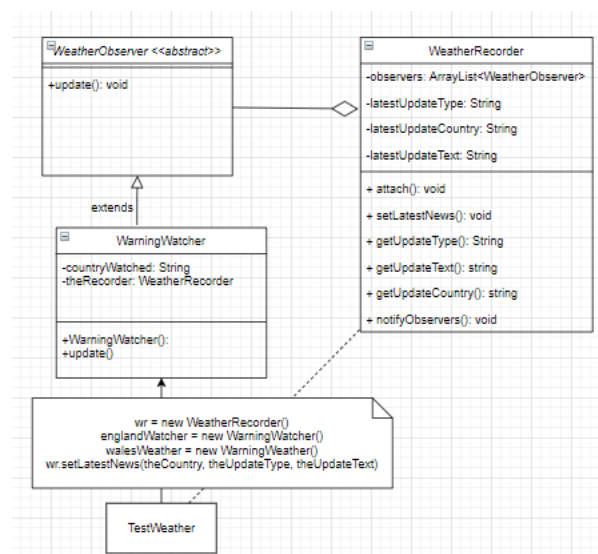 WeatherObserver <<abstract>>
+update(): void
WeatherRecorder
-observers: ArrayList<WeatherObserver>
-latestUpdateType: String
-latestUpdateCountry: String
-latestUpdateText: String
+ attach(): void
+ setLatestNews(): void
+ getUpdateType(): String
+ getUpdateText(): string
+ getUpdateCountry(): string
+ notifyObservers(): void
extends
WarningWatcher
-countryWatched: String
-theRecorder: WeatherRecorder
+WarningWatcher():
+update()
wr = new WeatherRecorder()
englandWatcher = new WarningWatcher()
walesWeather = new WarningWeather()
wr.setLatestNews(theCountry, theUpdateType, theUpdateText)
TestWeather